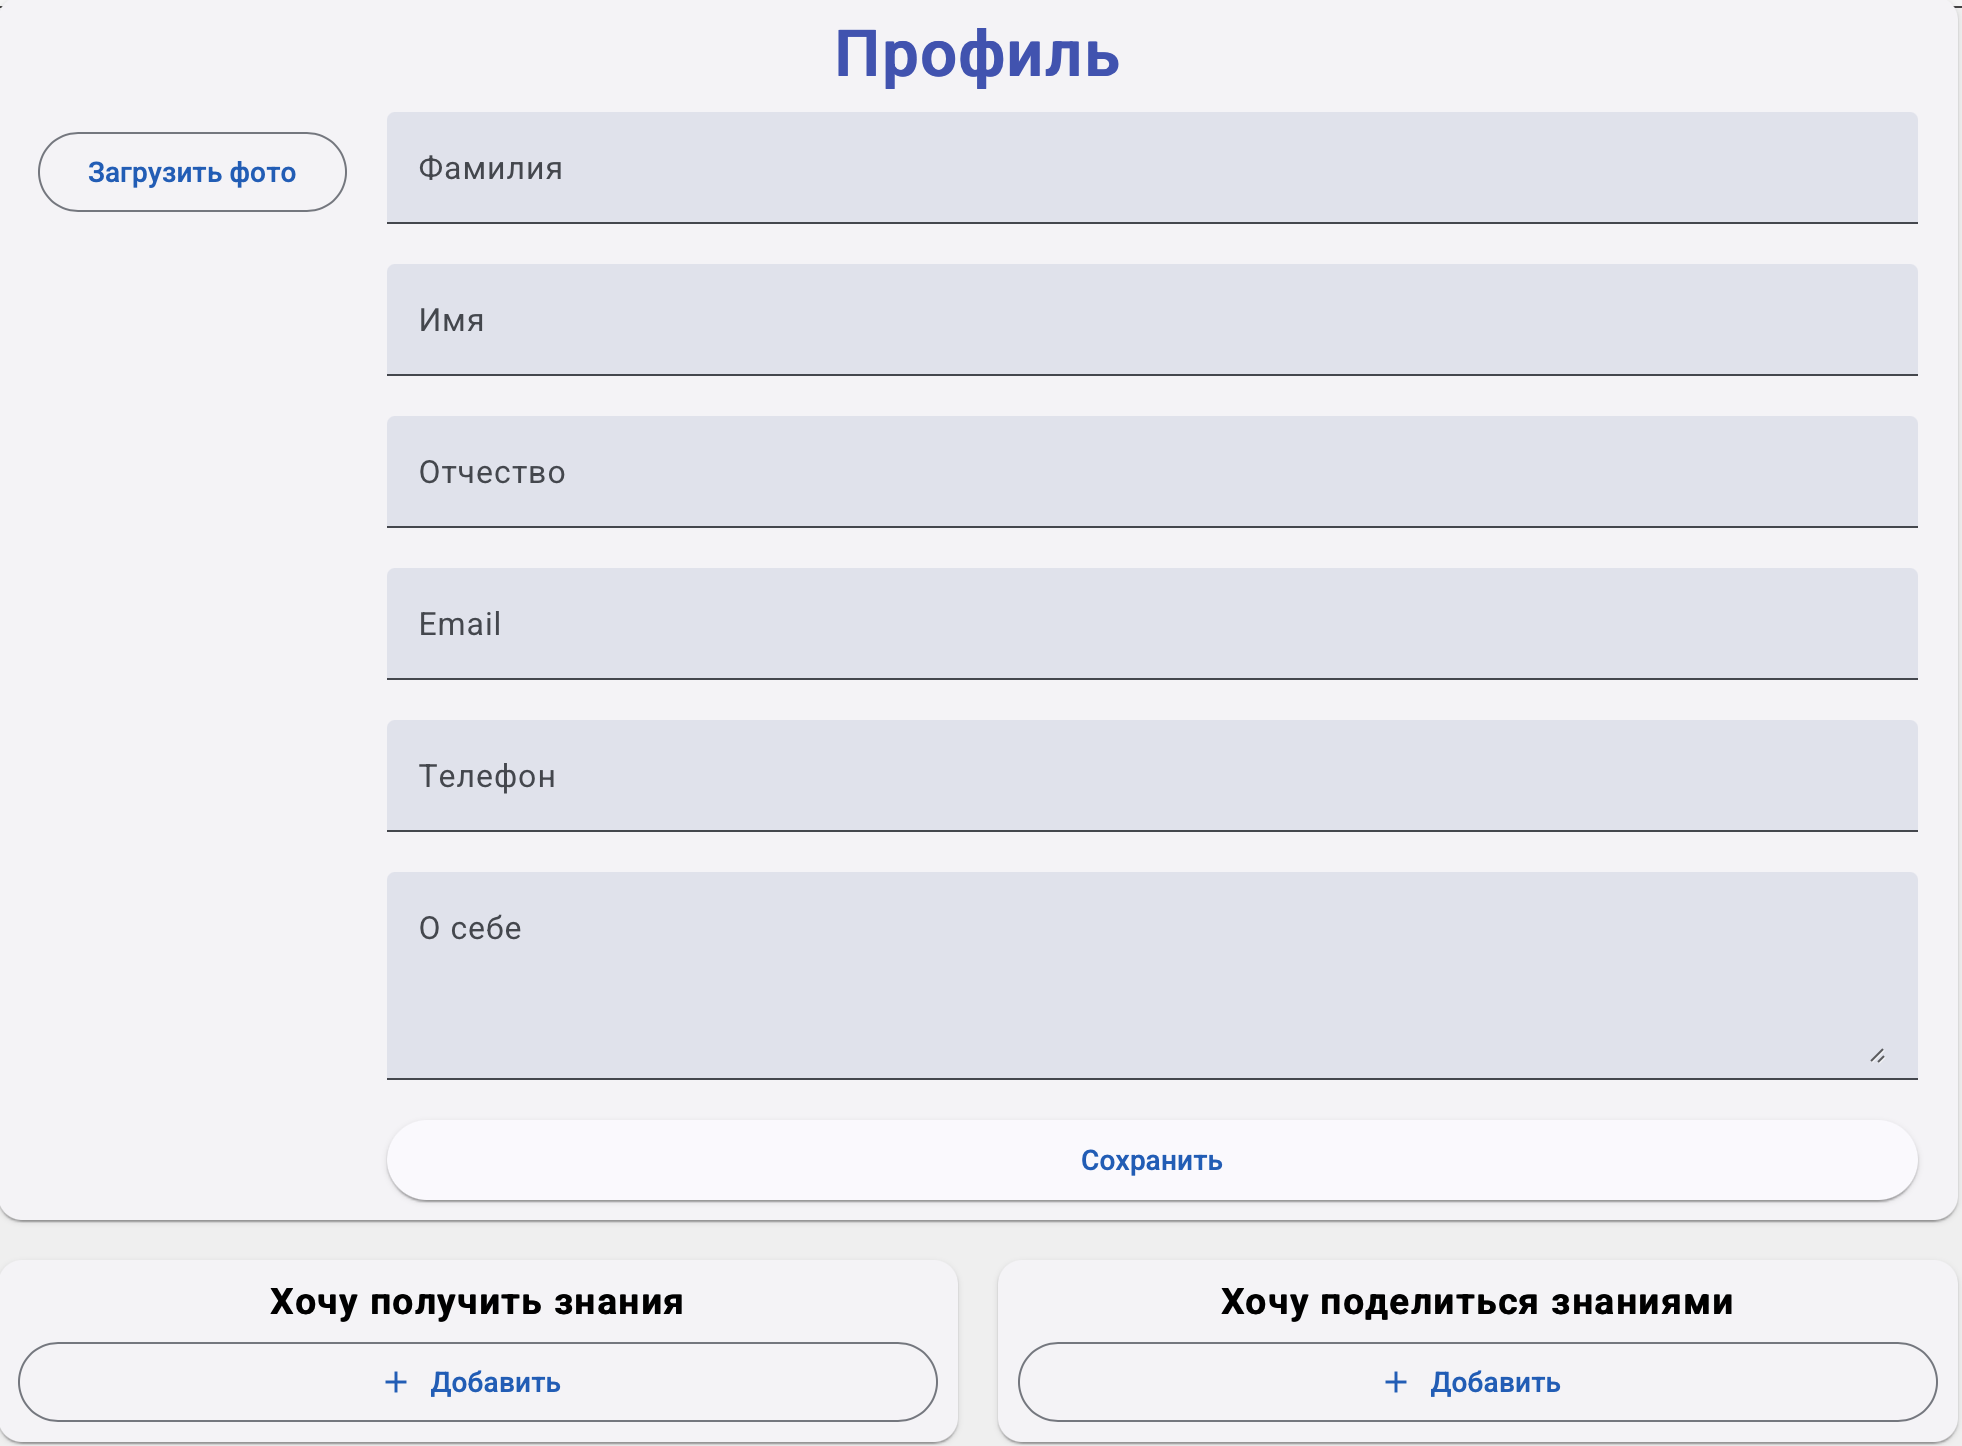 Профиль
Загрузить фото
Фамилия
Имя
Отчество
Email
Телефон
О себе
Сохранить
Хочу получить знания
+ Добавить
Хочу поделиться знаниями
+ Добавить